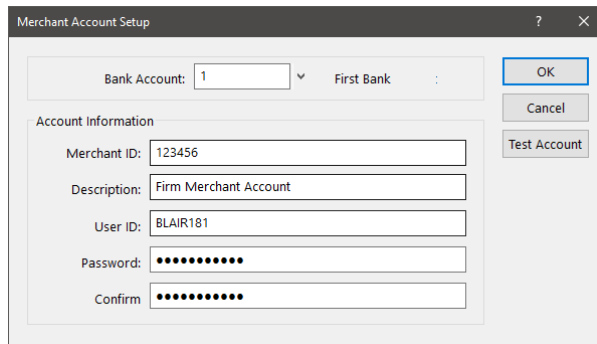 Merchant Account Setup ? ×
Bank Account: 1 First Bank :
OK
Cancel
Test Account
Account Information
Merchant ID: 123456
Description: Firm Merchant Account
User ID: BLAIR181
Password: ●●●●●●●●●●●
Confirm ●●●●●●●●●●●